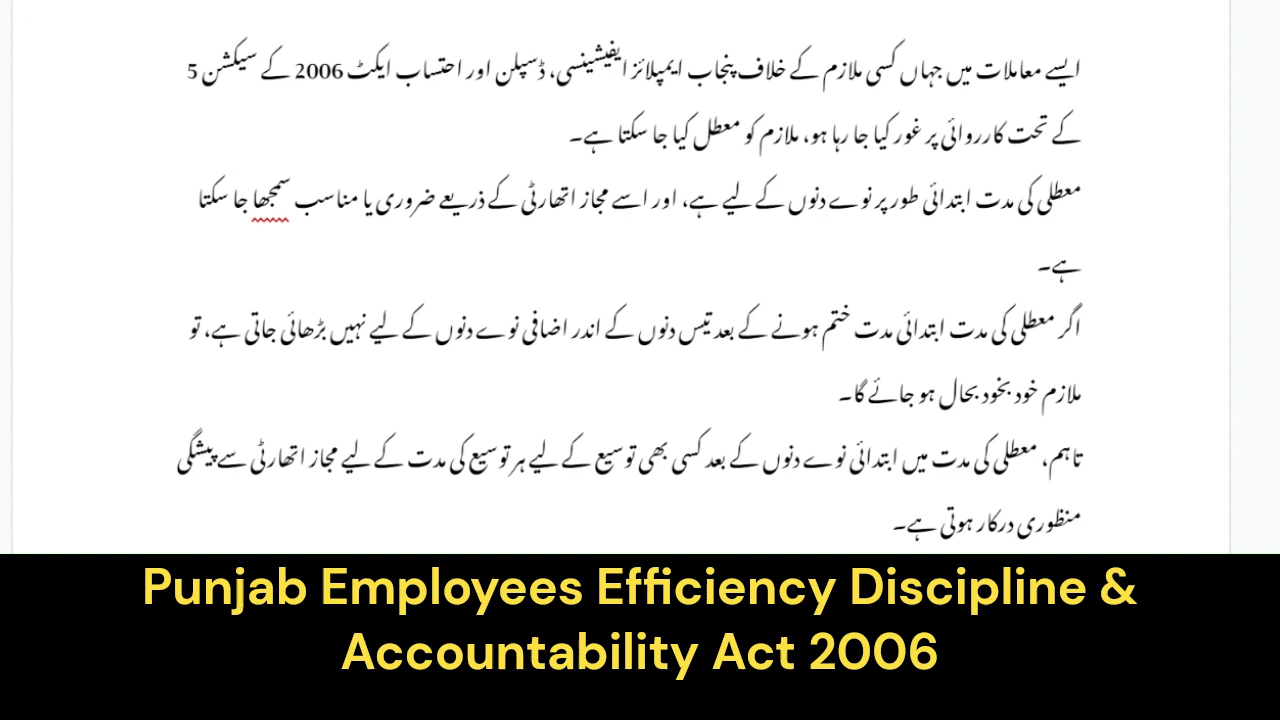 ایسے معاملات میں جہاں کسی ملازم کے خلاف پنجاب ایمپلائز ایفیشینسی، ڈسپلن اور احتساب ایکٹ 2006 کے سیکشن 5
کے تحت کارروائی پر غور کیا جا رہا ہو، ملازم کو معطل کیا جا سکتا ہے۔
معطلی کی مدت ابتدائی طور پر نوے دنوں کے لیے ہے، اور اسے مجاز اتھارٹی کے ذریعے ضروری یا مناسب سمجھا جا سکتا
ہے۔
اگر معطلی کی مدت ابتدائی مدت ختم ہونے کے بعد تیس دنوں کے اندر اضافی نوے دنوں کے لیے نہیں بڑھائی جاتی ہے، تو
ملازم خود بخود بحال ہو جائے گا۔
تاہم، معطلی کی مدت میں ابتدائی نوے دنوں کے بعد کسی بھی توسیع کے لیے ہر توسیع کی مدت کے لیے مجاز اتھارٹی سے پیشگی
منظوری درکار ہوتی ہے۔
Punjab Employees Efficiency Discipline &
Accountability Act 2006